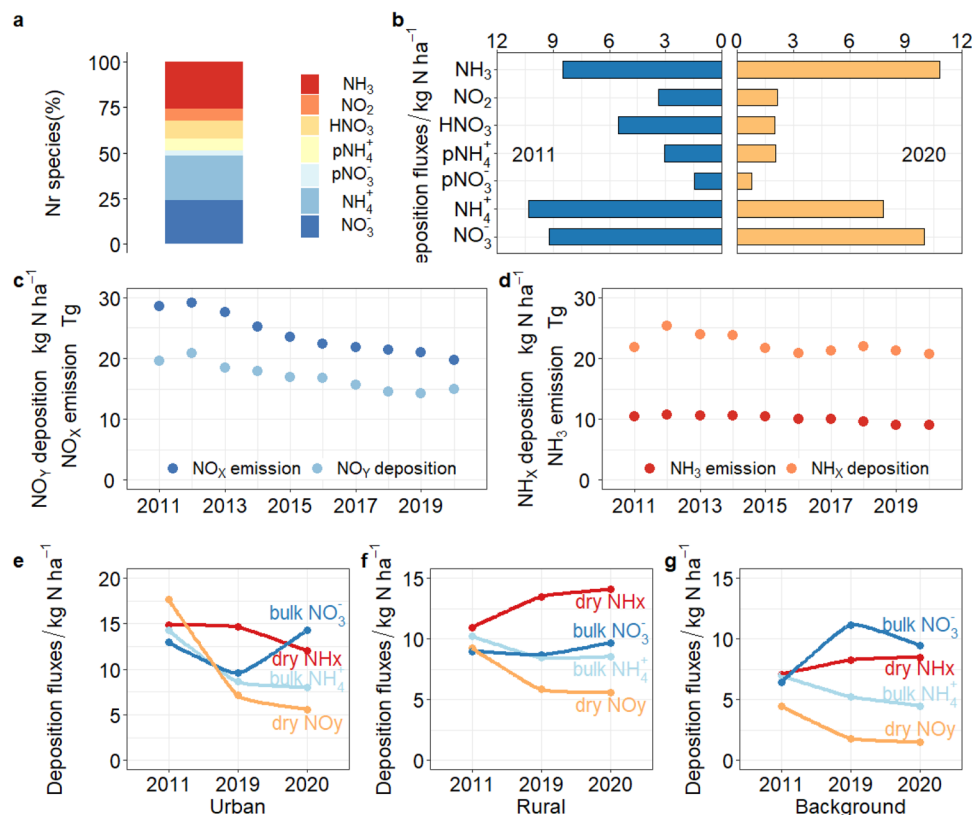 a
Nr species(%)
100
75
50
25
0
NH₃
NO₂
HNO₃
pNH₄⁺
pNO₃⁻
NH₄⁺
NO₃⁻
b
eposition fluxes/ kg N ha⁻¹
12 9 6 3 0 0 3 6 9 12
NH₃
NO₂
HNO₃
pNH₄⁺
pNO₃⁻
NH₄⁺
NO₃⁻
2011
2020
c
NOY deposition kg N ha⁻¹
NOX emission Tg
30
20
10
0
NOX emission NOY deposition
2011 2013 2015 2017 2019
d
NHX deposition kg N ha⁻¹
NH₃ emission Tg
30
20
10
0
NH₃ emission NHX deposition
2011 2013 2015 2017 2019
e
Deposition fluxes/ kg N ha⁻¹
20
15
10
5
0
bulk NO₃⁻
dry NHx
bulk NH₄⁺
dry NOy
2011 2019 2020
Urban
f
Deposition fluxes/ kg N ha⁻¹
15
10
5
0
dry NHx
bulk NO₃⁻
bulk NH₄⁺
dry NOy
2011 2019 2020
Rural
g
Deposition fluxes/ kg N ha⁻¹
15
10
5
0
bulk NO₃⁻
dry NHx
bulk NH₄⁺
dry NOy
2011 2019 2020
Background